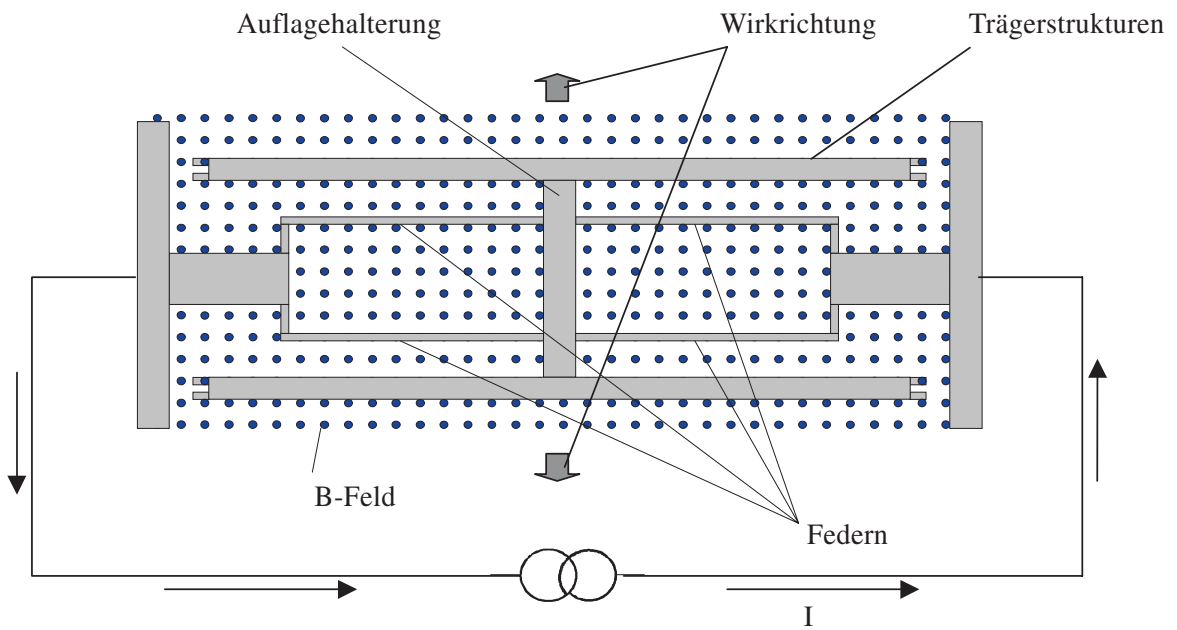 Auflagehalterung
Wirkrichtung
Trägerstrukturen
B-Feld
Federn
I